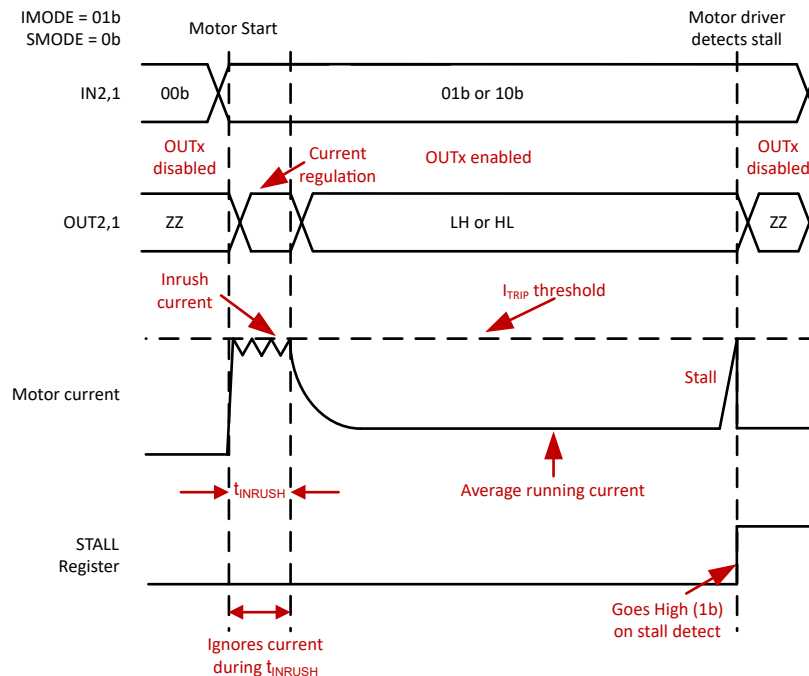 IMODE = 01b
SMODE = 0b
Motor Start
Motor driver
detects stall
IN2,1
00b
01b or 10b
OUTx
disabled
Current
regulation
OUTx enabled
OUTx
disabled
OUT2,1
ZZ
LH or HL
ZZ
Inrush
current
ITRIP threshold
Motor current
Stall
tINRUSH
Average running current
STALL
Register
Goes High (1b)
on stall detect
Ignores current
during tINRUSH